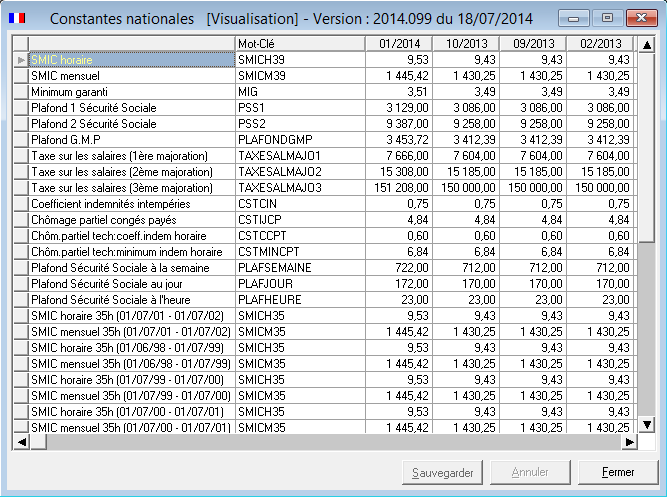 Constantes nationales [Visualisation] - Version : 2014.099 du 18/07/2014
Mot-Clé 01/2014 10/2013 09/2013 02/2013
SMIC horaire SMICH39 9,53 9,43 9,43 9,43
SMIC mensuel SMICM39 1 445,42 1 430,25 1 430,25 1 430,25
Minimum garanti MIG 3,51 3,49 3,49 3,49
Plafond 1 Sécurité Sociale PSS1 3 129,00 3 086,00 3 086,00 3 086,00
Plafond 2 Sécurité Sociale PSS2 9 387,00 9 258,00 9 258,00 9 258,00
Plafond G.M.P PLAFONDGMP 3 453,72 3 412,39 3 412,39 3 412,39
Taxe sur les salaires (1ère majoration) TAXESALMAJO1 7 666,00 7 604,00 7 604,00 7 604,00
Taxe sur les salaires (2ème majoration) TAXESALMAJO2 15 308,00 15 185,00 15 185,00 15 185,00
Taxe sur les salaires (3ème majoration) TAXESALMAJO3 151 208,00 150 000,00 150 000,00 150 000,00
Coefficient indemnités intempéries CSTCIN 0,75 0,75 0,75 0,75
Chômage partiel congés payés CSTIJCP 4,84 4,84 4,84 4,84
Chôm.partiel tech:coeff.indem horaire CSTCCPT 0,60 0,60 0,60 0,60
Chôm.partiel tech:minimum indem horaire CSTMINCPT 6,84 6,84 6,84 6,84
Plafond Sécurité Sociale à la semaine PLAFSEMAINE 722,00 712,00 712,00 712,00
Plafond Sécurité Sociale au jour PLAFJOUR 172,00 170,00 170,00 170,00
Plafond Sécurité Sociale à l'heure PLAFHEURE 23,00 23,00 23,00 23,00
SMIC horaire 35h (01/07/01 - 01/07/02) SMICH35 9,53 9,43 9,43 9,43
SMIC mensuel 35h (01/07/01 - 01/07/02) SMICM35 1 445,42 1 430,25 1 430,25 1 430,25
SMIC horaire 35h (01/06/98 - 01/07/99) SMICH35 9,53 9,43 9,43 9,43
SMIC mensuel 35h (01/06/98 - 01/07/99) SMICM35 1 445,42 1 430,25 1 430,25 1 430,25
SMIC horaire 35h (01/07/99 - 01/07/00) SMICH35 9,53 9,43 9,43 9,43
SMIC mensuel 35h (01/07/99 - 01/07/00) SMICM35 1 445,42 1 430,25 1 430,25 1 430,25
SMIC horaire 35h (01/07/00 - 01/07/01) SMICH35 9,53 9,43 9,43 9,43
SMIC mensuel 35h (01/07/00 - 01/07/01) SMICM35 1 445,42 1 430,25 1 430,25 1 430,25
Sauvegarder Annuler Fermer